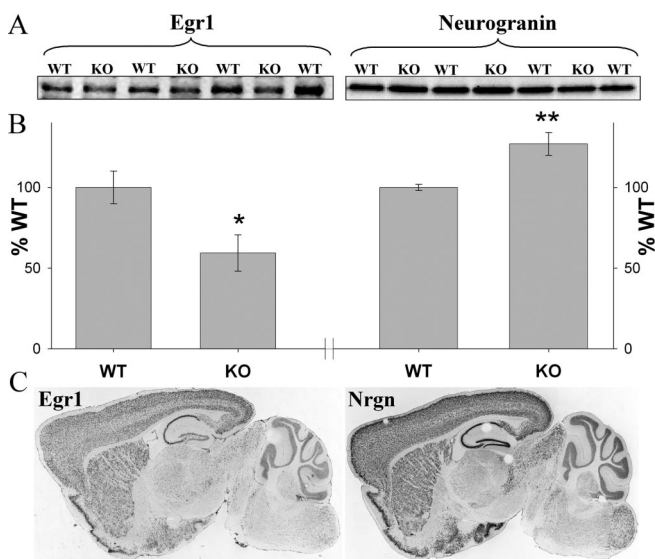 A
Egr1
Neurogranin
WT KO WT KO WT KO WT
WT KO WT KO WT KO WT
B
% WT
100
50
0
*
**
% WT
100
50
0
WT KO
WT KO
C
Egr1
Nrgn